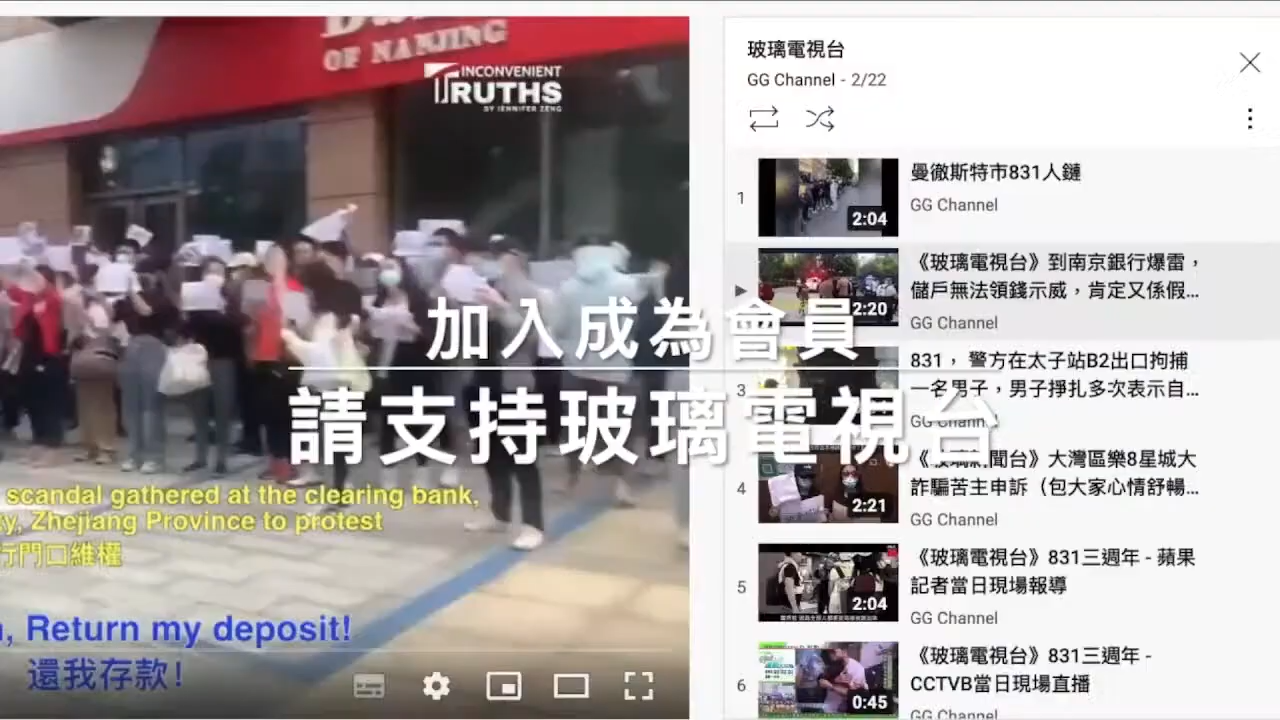 OF NANJING
INCONVENIENT
TRUTHS
BY JENNIFER ZENG
加入成為會員
請支持玻璃電視台
scandal gathered at the clearing bank,
Zhejiang Province to protest
行門口維權
Return my deposit!
還我存款！
玻璃電視台
GG Channel - 2/22
1
2:04
曼徹斯特市831人鏈
GG Channel
2:20
《玻璃電視台》到南京銀行爆雷，
儲戶無法領錢示威，肯定又係假...
GG Channel
3
831， 警方在太子站B2出口拘捕
一名男子，男子掙扎多次表示自...
GG Channel
4
2:21
《玻璃新聞台》大灣區樂8星城大
詐騙苦主申訴（包大家心情舒暢...
GG Channel
5
2:04
《玻璃電視台》831三週年 - 蘋果
記者當日現場報導
GG Channel
6
0:45
《玻璃電視台》831三週年 -
CCTVB當日現場直播
GG Channel